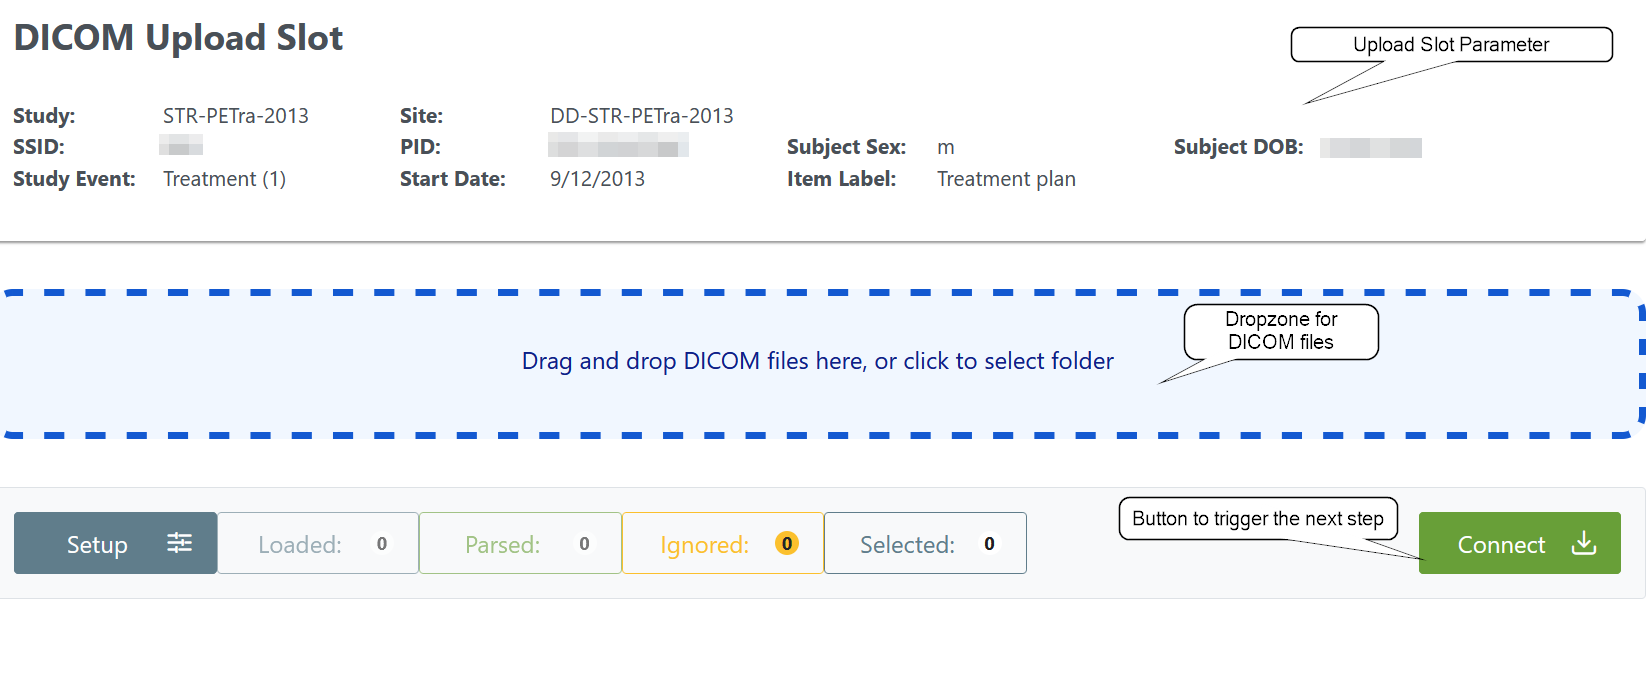 DICOM Upload Slot
Upload Slot Parameter
Study: STR-PETra-2013 Site: DD-STR-PETra-2013
SSID: PID: Subject Sex: m Subject DOB:
Study Event: Treatment (1) Start Date: 9/12/2013 Item Label: Treatment plan
Dropzone for
DICOM files
Drag and drop DICOM files here, or click to select folder
Button to trigger the next step
Setup Loaded: 0 Parsed: 0 Ignored: 0 Selected: 0 Connect